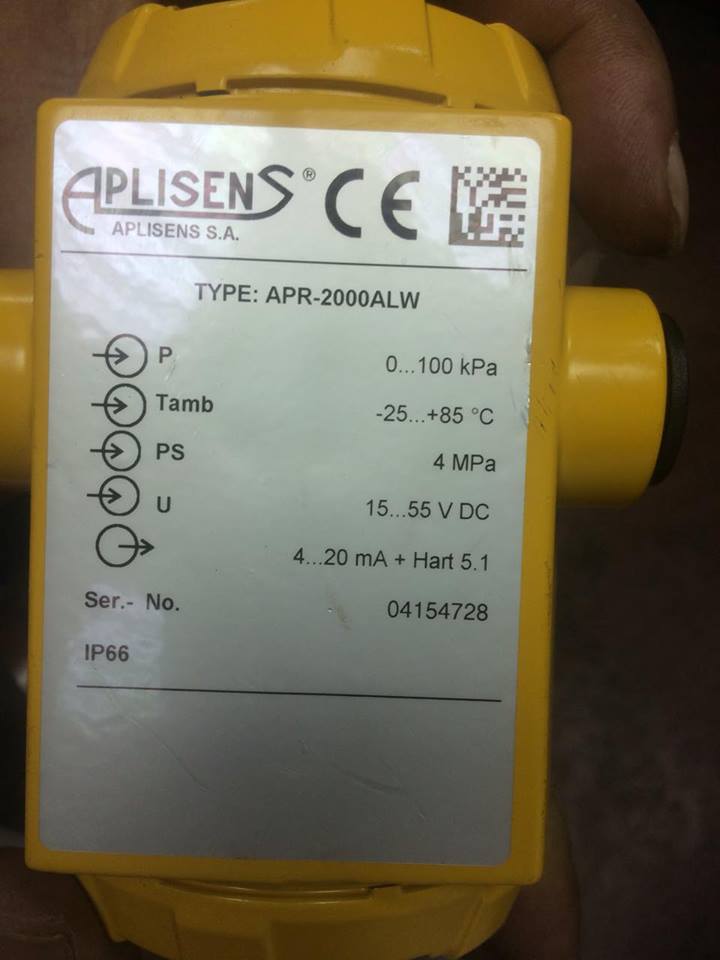 APLISENS® CE
APLISENS S.A.
TYPE: APR-2000ALW
P 0...100 kPa
Tamb -25...+85 °C
PS 4 MPa
U 15...55 V DC
4...20 mA + Hart 5.1
Ser.- No. 04154728
IP66